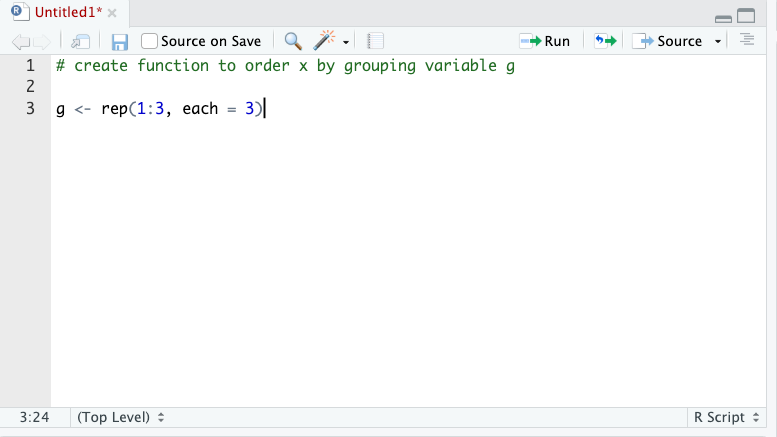 Untitled1*
Source on Save
Run
Source
1 # create function to order x by grouping variable g
2
3 g <- rep(1:3, each = 3)
3:24 (Top Level) R Script